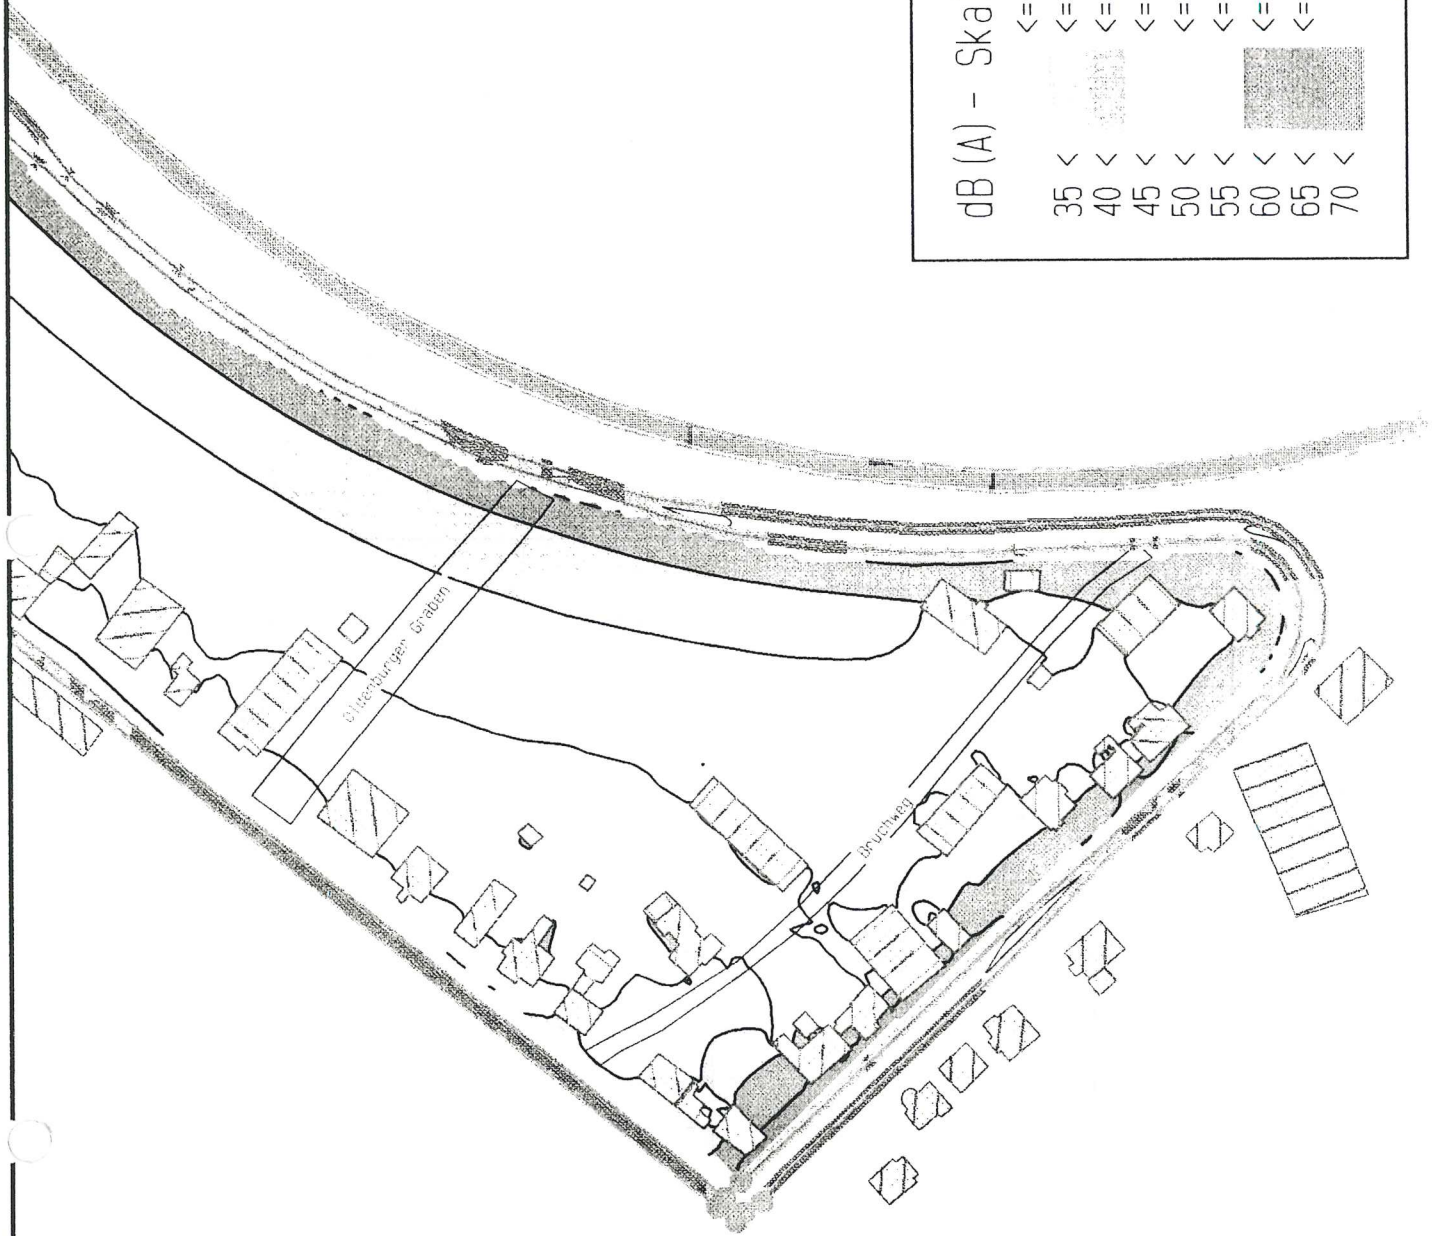 dB (A) - Ska
<=
35 < <=
40 < <=
45 < <=
50 < <=
55 < <=
60 < <=
65 < <=
70 <
Graben
Bruchweg